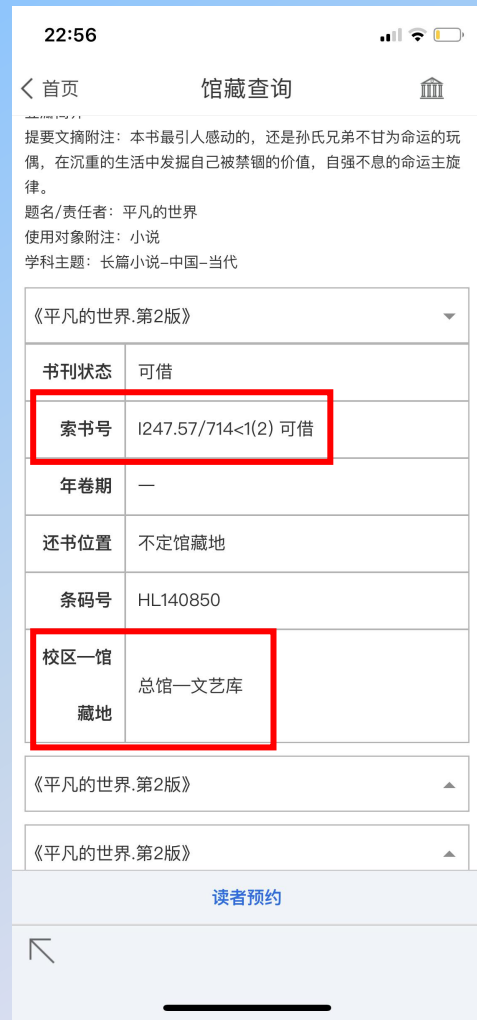 22:56
首页
馆藏查询
提要文摘附注：本书最引人感动的，还是孙氏兄弟不甘为命运的玩
偶，在沉重的生活中发掘自己被禁锢的价值，自强不息的命运主旋
律。
题名/责任者：平凡的世界
使用对象附注：小说
学科主题：长篇小说–中国–当代
《平凡的世界.第2版》
书刊状态 可借
索书号 I247.57/714<1(2) 可借
年卷期 —
还书位置 不定馆藏地
条码号 HL140850
校区—馆
藏地
总馆—文艺库
《平凡的世界.第2版》
《平凡的世界.第2版》
读者预约